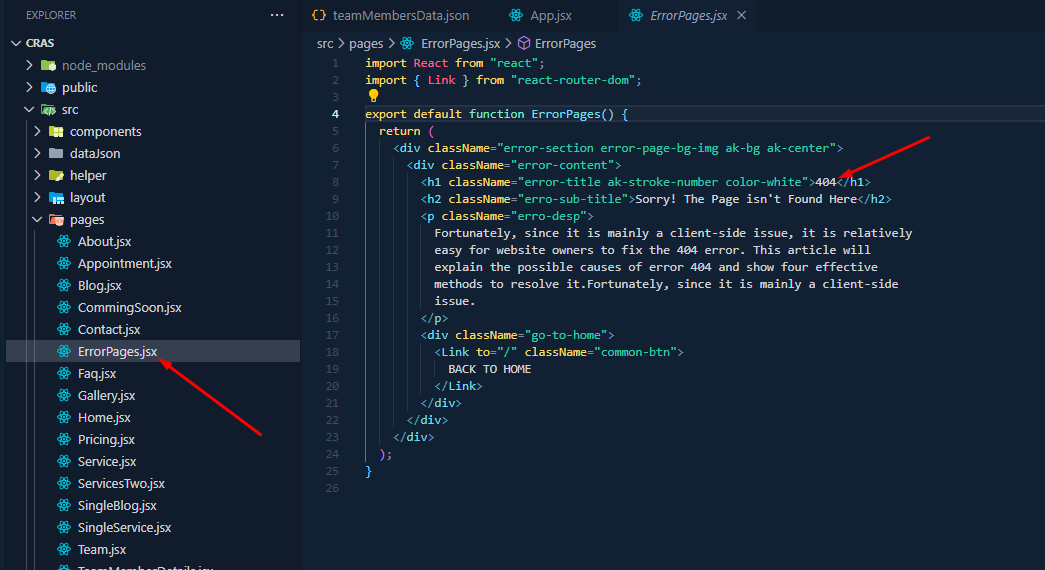 EXPLORER
CRAS
node_modules
public
src
components
dataJson
helper
layout
pages
About.jsx
Appointment.jsx
Blog.jsx
CommingSoon.jsx
Contact.jsx
ErrorPages.jsx
Faq.jsx
Gallery.jsx
Home.jsx
Pricing.jsx
Service.jsx
ServicesTwo.jsx
SingleBlog.jsx
SingleService.jsx
Team.jsx
TeamMemberDetails.jsx
teamMembersData.json App.jsx ErrorPages.jsx
src > pages > ErrorPages.jsx > ErrorPages
1 import React from "react";
2 import { Link } from "react-router-dom";
3
4 export default function ErrorPages() {
5 return (
6 <div className="error-section error-page-bg-img ak-bg ak-center">
7 <div className="error-content">
8 <h1 className="error-title ak-stroke-number color-white">404</h1>
9 <h2 className="erro-sub-title">Sorry! The Page isn't Found Here</h2>
10 <p className="erro-desp">
11 Fortunately, since it is mainly a client-side issue, it is relatively
12 easy for website owners to fix the 404 error. This article will
13 explain the possible causes of error 404 and show four effective
14 methods to resolve it.Fortunately, since it is mainly a client-side
15 issue.
16 </p>
17 <div className="go-to-home">
18 <Link to="/" className="common-btn">
19 BACK TO HOME
20 </Link>
21 </div>
22 </div>
23 </div>
24 );
25 }
26